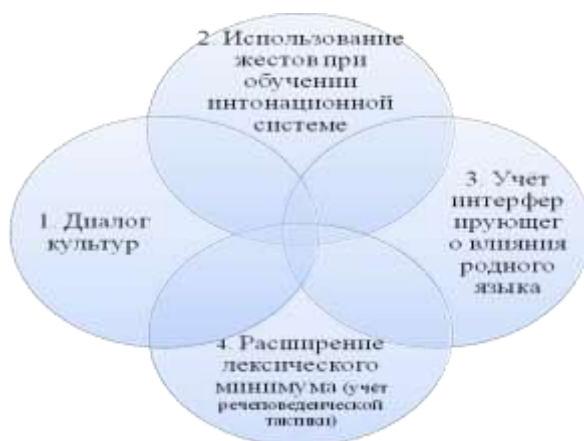 1. Диалог
культур
2. Использование
жестов при
обучении
интонационной
системе
3. Учет
интерфер
ирующег
о влияния
родного
языка
4. Расширение
лексического
минимума (учет
речеповеденческой
тактики)